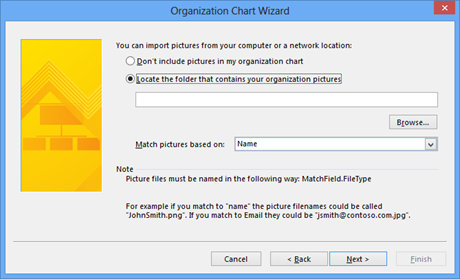 Organization Chart Wizard
You can import pictures from your computer or a network location:
Don't include pictures in my organization chart
Locate the folder that contains your organization pictures
Browse...
Match pictures based on: Name
Note
Picture files must be named in the following way: MatchField.FileType
For example if you match to "name" the picture filenames could be called
"JohnSmith.png". If you match to Email they could be "jsmith@contoso.com.jpg".
Cancel < Back Next > Finish